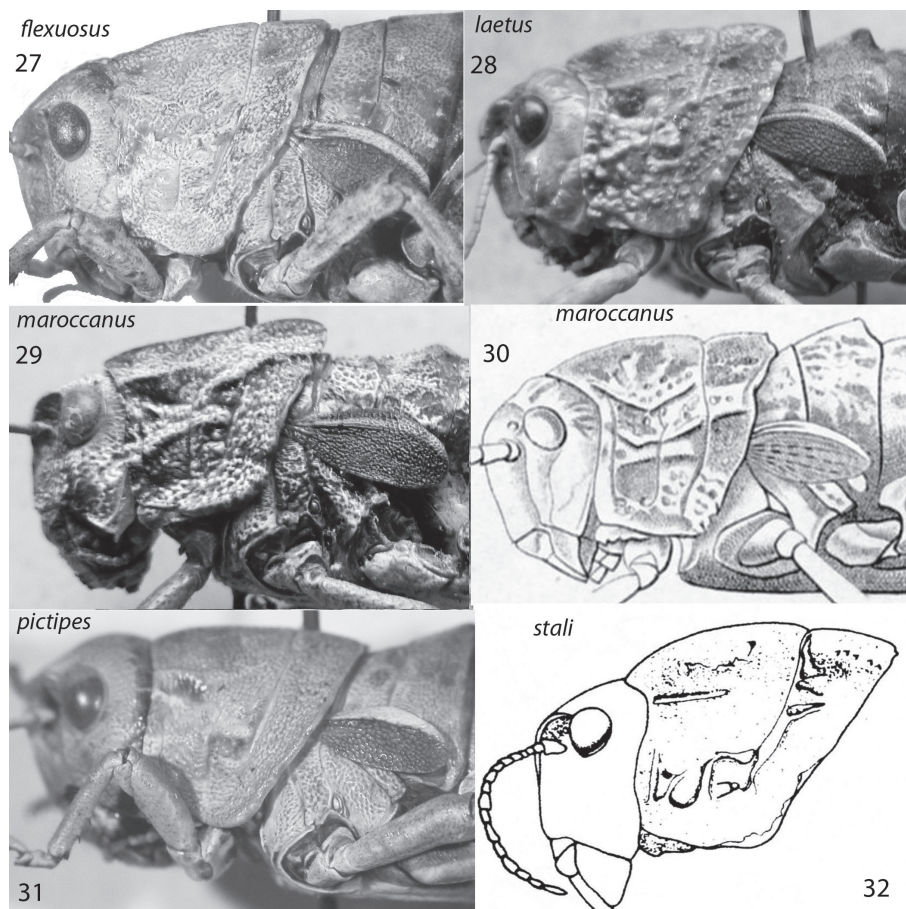 flexuosus
27
laetus
28
maroccanus
29
maroccanus
30
pictipes
31
stali
32